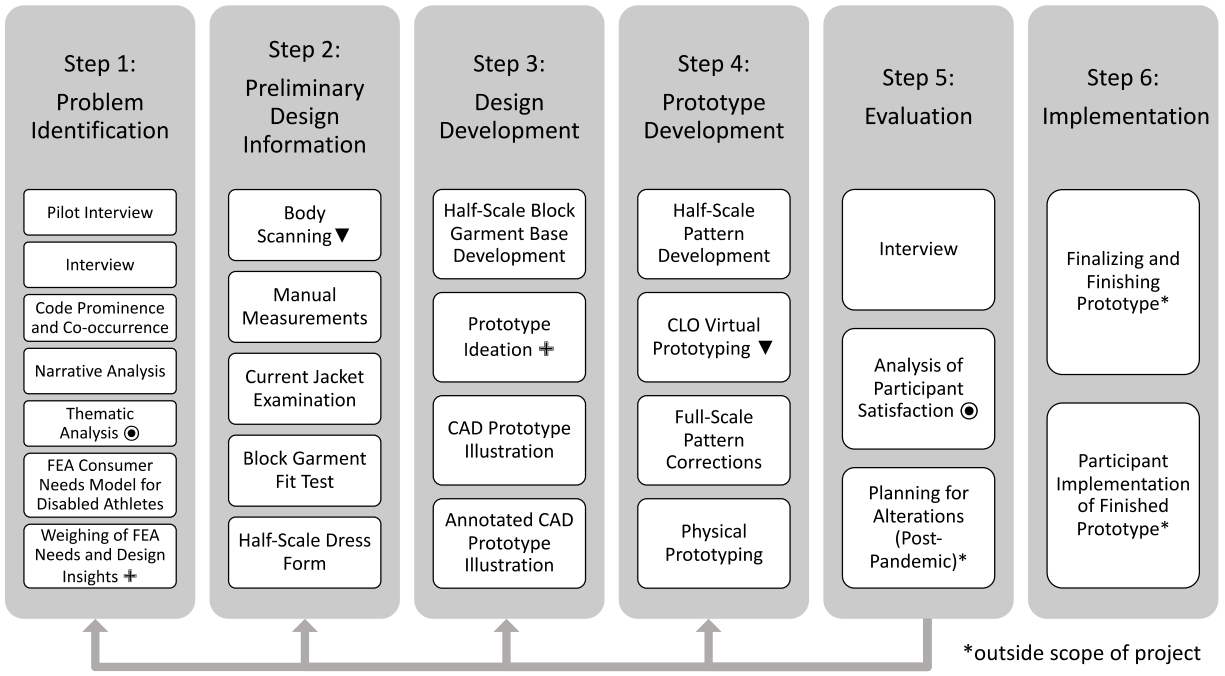 Step 1:
Problem
Identification
Pilot Interview
Interview
Code Prominence
and Co-occurrence
Narrative Analysis
Thematic
Analysis ◉
FEA Consumer
Needs Model for
Disabled Athletes
Weighing of FEA
Needs and Design
Insights ✙
Step 2:
Preliminary
Design
Information
Body
Scanning ▼
Manual
Measurements
Current Jacket
Examination
Block Garment
Fit Test
Half-Scale Dress
Form
Step 3:
Design
Development
Half-Scale Block
Garment Base
Development
Prototype
Ideation ✙
CAD Prototype
Illustration
Annotated CAD
Prototype
Illustration
Step 4:
Prototype
Development
Half-Scale
Pattern
Development
CLO Virtual
Prototyping ▼
Full-Scale
Pattern
Corrections
Physical
Prototyping
Step 5:
Evaluation
Interview
Analysis of
Participant
Satisfaction ◉
Planning for
Alterations
(Post-
Pandemic)*
Step 6:
Implementation
Finalizing and
Finishing
Prototype*
Participant
Implementation
of Finished
Prototype*
*outside scope of project